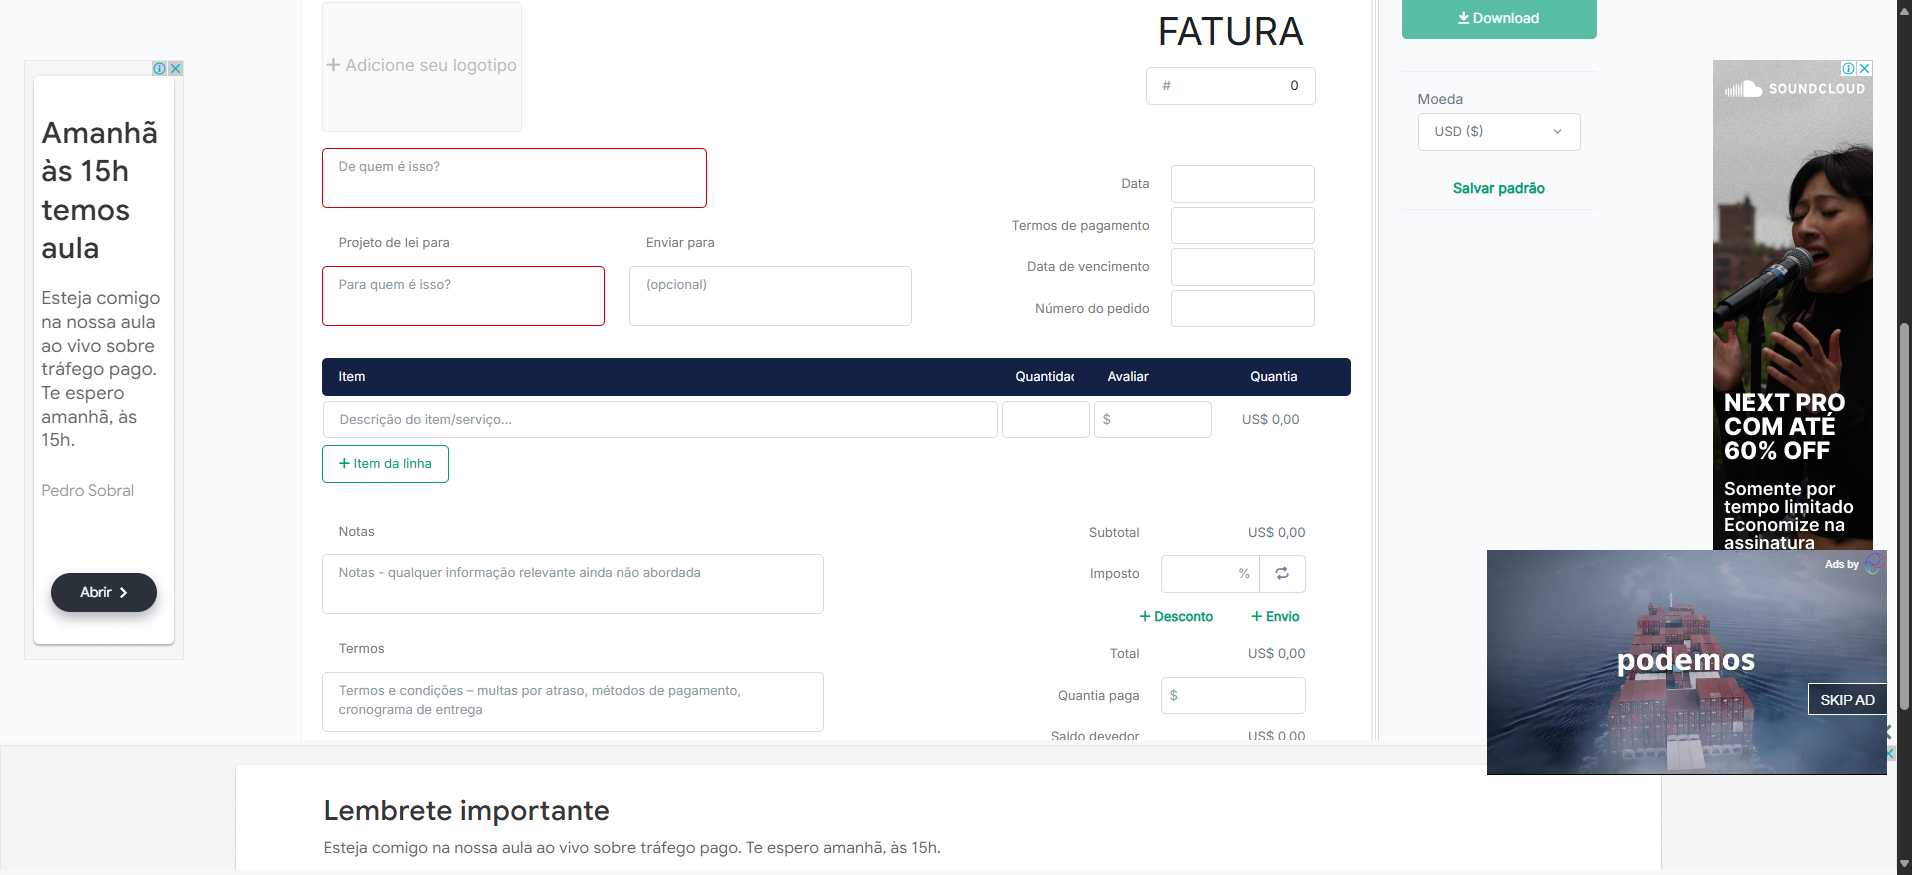 Amanhã
às 15h
temos
aula
Esteja comigo
na nossa aula
ao vivo sobre
tráfego pago.
Te espero
amanhã, às
15h.
Pedro Sobral
Abrir
+ Adicione seu logotipo
FATURA
# 0
De quem é isso?
Projeto de lei para
Enviar para
Para quem é isso?
(opcional)
Data
Termos de pagamento
Data de vencimento
Número do pedido
Item Quantidad Avaliar Quantia
Descrição do item/serviço... $ US$ 0,00
+ Item da linha
Notas
Notas - qualquer informação relevante ainda não abordada
Termos
Termos e condições – multas por atraso, métodos de pagamento,
cronograma de entrega
Subtotal US$ 0,00
Imposto %
+ Desconto + Envio
Total US$ 0,00
Quantia paga $
Saldo devedor US$ 0,00
Download
Moeda
USD ($)
Salvar padrão
SOUNDCLOUD
NEXT PRO
COM ATÉ
60% OFF
Somente por
tempo limitado
Economize na
assinatura
Ads by
podemos
SKIP AD
Lembrete importante
Esteja comigo na nossa aula ao vivo sobre tráfego pago. Te espero amanhã, às 15h.